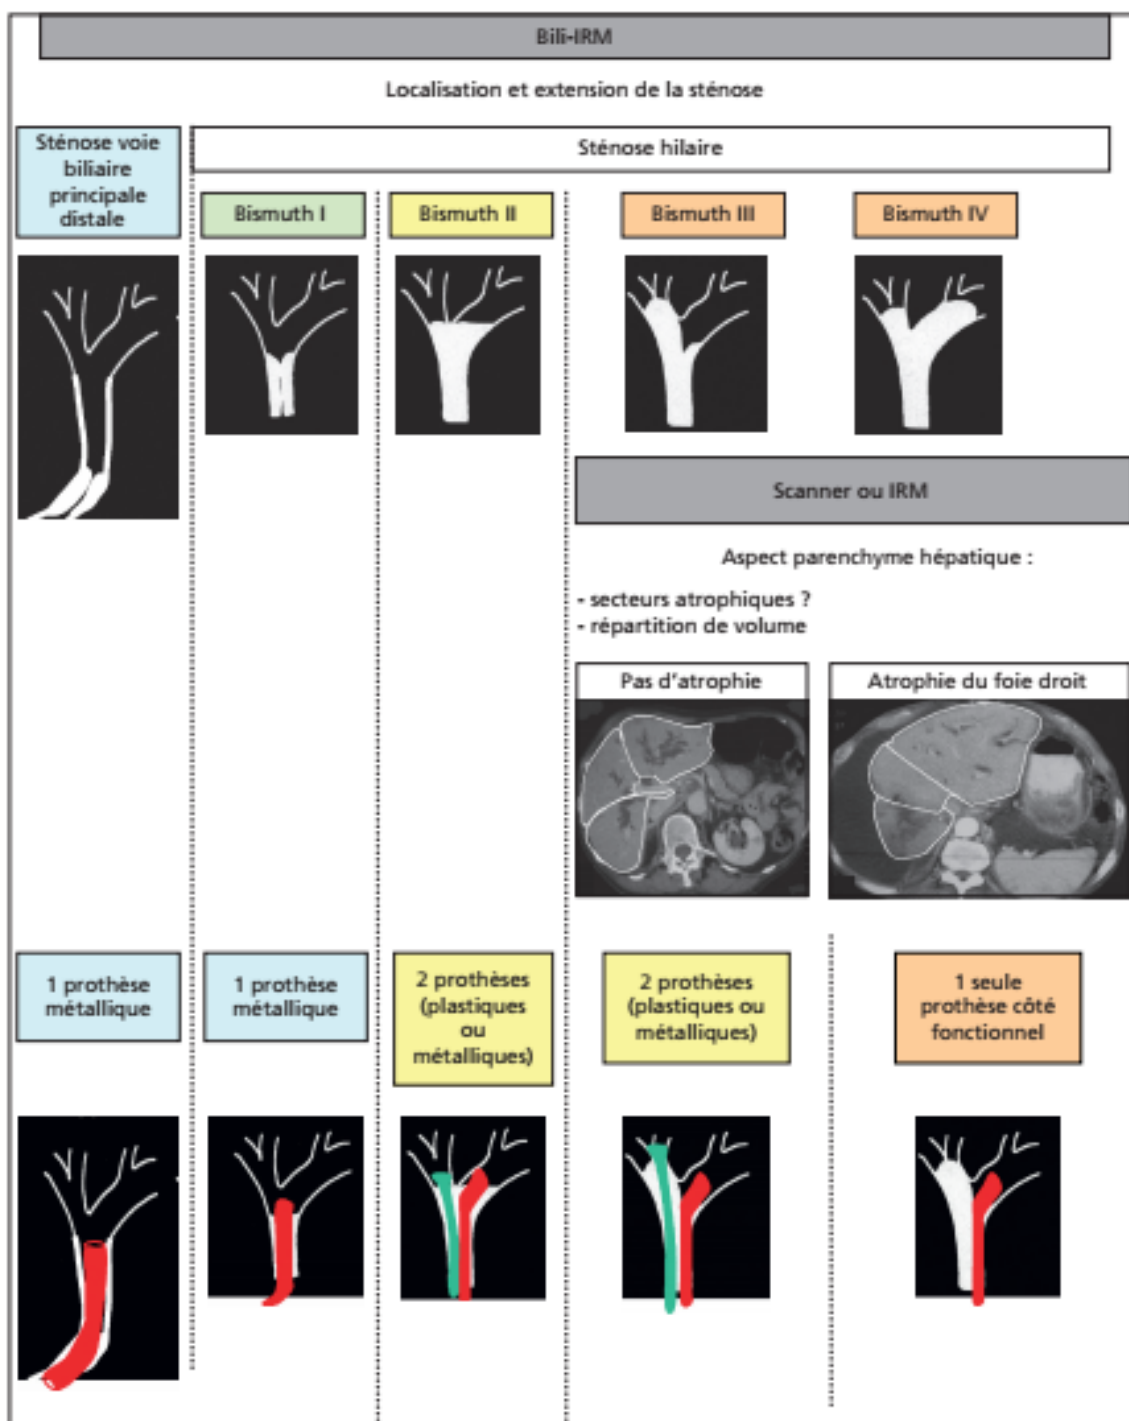 Bili-IRM
Localisation et extension de la sténose
Sténose voie
biliaire
principale
distale
Sténose hilaire
Bismuth I
Bismuth II
Bismuth III
Bismuth IV
Scanner ou IRM
Aspect parenchyme hépatique :
- secteurs atrophiques ?
- répartition de volume
Pas d'atrophie
Atrophie du foie droit
1 prothèse
métallique
1 prothèse
métallique
2 prothèses
(plastiques
ou
métalliques)
2 prothèses
(plastiques ou
métalliques)
1 seule
prothèse côté
fonctionnel